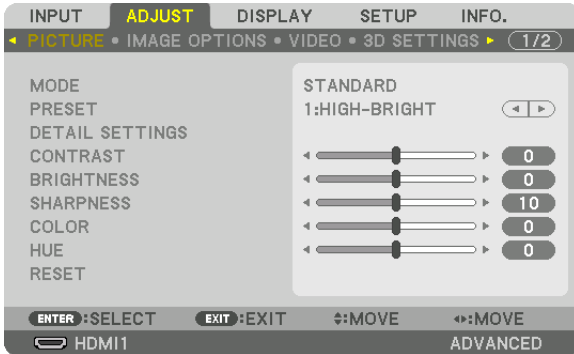 INPUT ADJUST DISPLAY SETUP INFO.
◄ PICTURE • IMAGE OPTIONS • VIDEO • 3D SETTINGS ► 1/2
MODE STANDARD
PRESET 1:HIGH-BRIGHT
DETAIL SETTINGS
CONTRAST 0
BRIGHTNESS 0
SHARPNESS 10
COLOR 0
HUE 0
RESET
ENTER:SELECT EXIT:EXIT ♦:MOVE ◄►:MOVE
HDMI1 ADVANCED